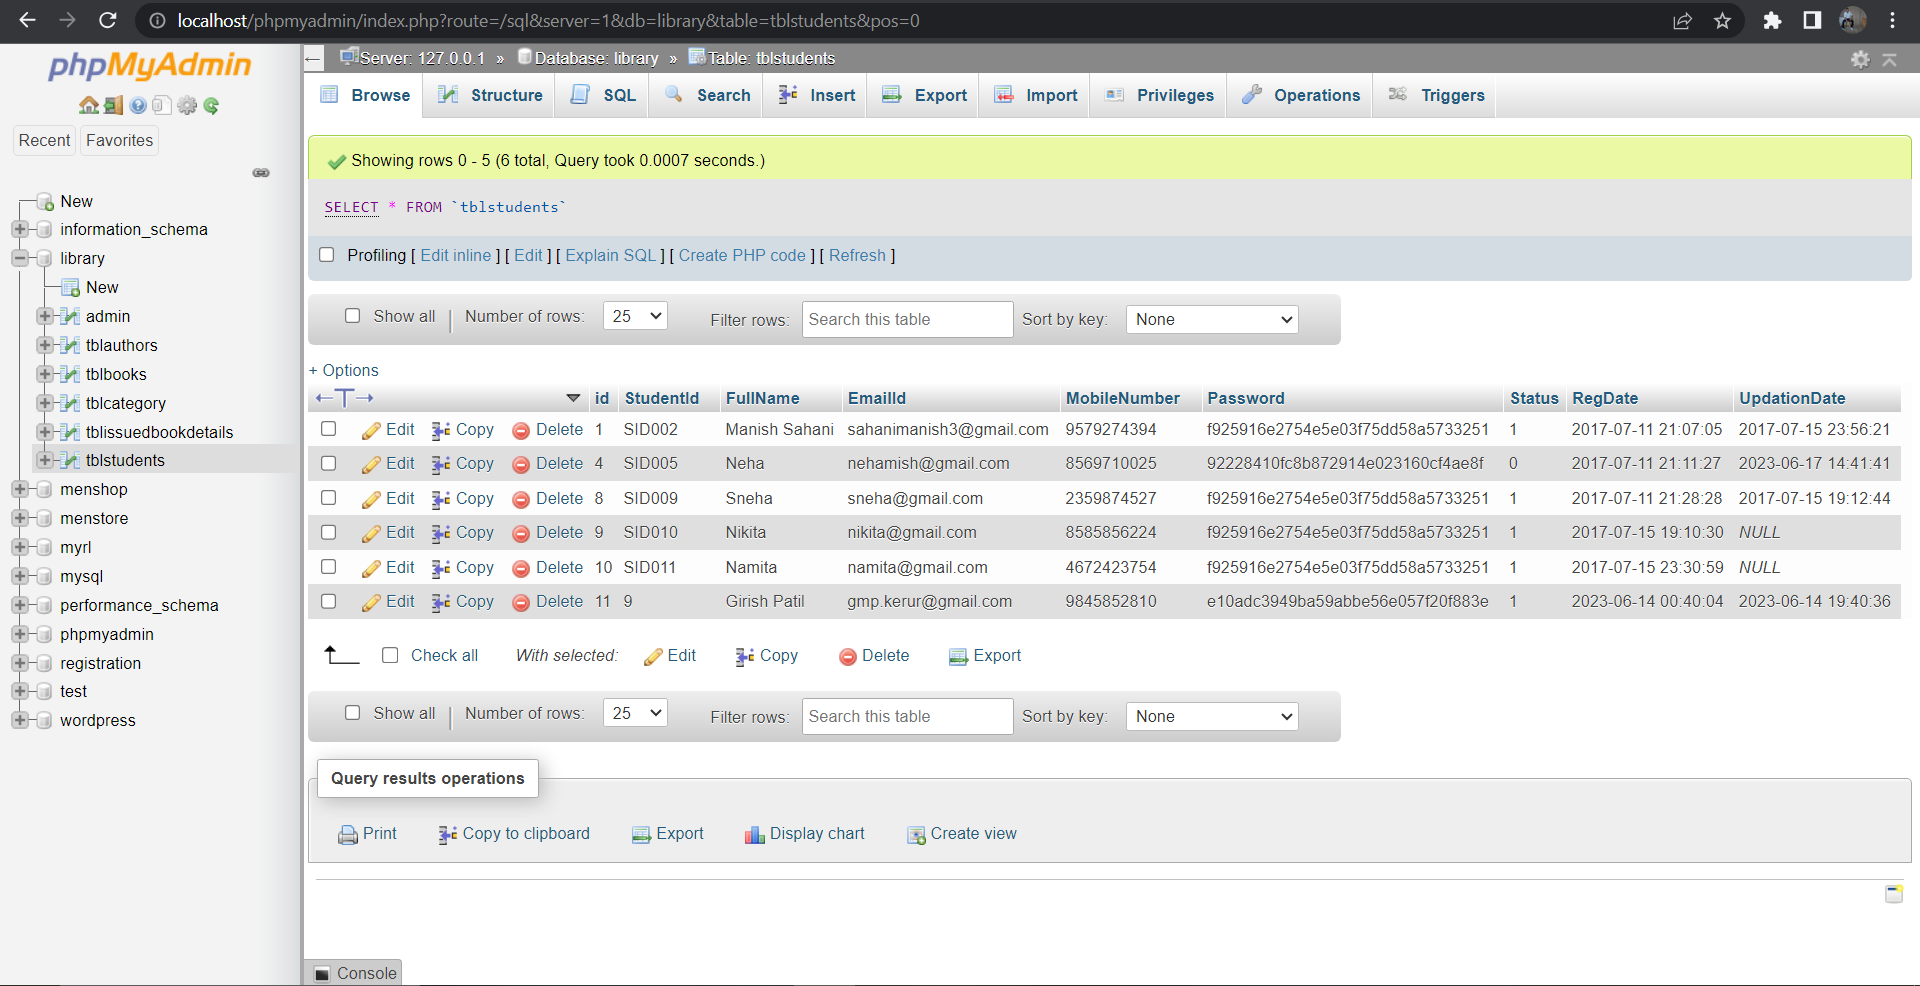 localhost/phpmyadmin/index.php?route=/sql&server=1&db=library&table=tblstudents&pos=0
phpMyAdmin
Recent Favorites
New
information_schema
library
New
admin
tblauthors
tblbooks
tblcategory
tblissuedbookdetails
tblstudents
menshop
menstore
myrl
mysql
performance_schema
phpmyadmin
registration
test
wordpress
Server: 127.0.0.1 » Database: library » Table: tblstudents
Browse Structure SQL Search Insert Export Import Privileges Operations Triggers
Showing rows 0 - 5 (6 total, Query took 0.0007 seconds.)
SELECT * FROM `tblstudents`
Profiling [ Edit inline ] [ Edit ] [ Explain SQL ] [ Create PHP code ] [ Refresh ]
Show all | Number of rows: 25 Filter rows: Search this table Sort by key: None
+ Options
←T→ id StudentId FullName EmailId MobileNumber Password Status RegDate UpdationDate
Edit Copy Delete 1 SID002 Manish Sahani sahanimanish3@gmail.com 9579274394 f925916e2754e5e03f75dd58a5733251 1 2017-07-11 21:07:05 2017-07-15 23:56:21
Edit Copy Delete 4 SID005 Neha nehamish@gmail.com 8569710025 92228410fc8b872914e023160cf4ae8f 0 2017-07-11 21:11:27 2023-06-17 14:41:41
Edit Copy Delete 8 SID009 Sneha sneha@gmail.com 2359874527 f925916e2754e5e03f75dd58a5733251 1 2017-07-11 21:28:28 2017-07-15 19:12:44
Edit Copy Delete 9 SID010 Nikita nikita@gmail.com 8585856224 f925916e2754e5e03f75dd58a5733251 1 2017-07-15 19:10:30 NULL
Edit Copy Delete 10 SID011 Namita namita@gmail.com 4672423754 f925916e2754e5e03f75dd58a5733251 1 2017-07-15 23:30:59 NULL
Edit Copy Delete 11 9 Girish Patil gmp.kerur@gmail.com 9845852810 e10adc3949ba59abbe56e057f20f883e 1 2023-06-14 00:40:04 2023-06-14 19:40:36
Check all With selected: Edit Copy Delete Export
Show all | Number of rows: 25 Filter rows: Search this table Sort by key: None
Query results operations
Print Copy to clipboard Export Display chart Create view
Console